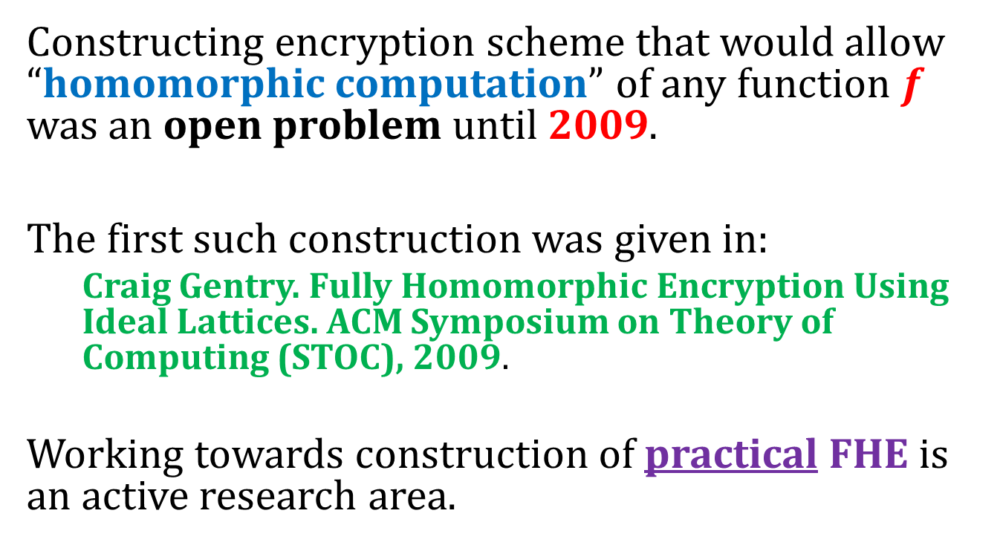 Constructing encryption scheme that would allow
“homomorphic computation” of any function f
was an open problem until 2009.
The first such construction was given in:
Craig Gentry. Fully Homomorphic Encryption Using
Ideal Lattices. ACM Symposium on Theory of
Computing (STOC), 2009.
Working towards construction of practical FHE is
an active research area.